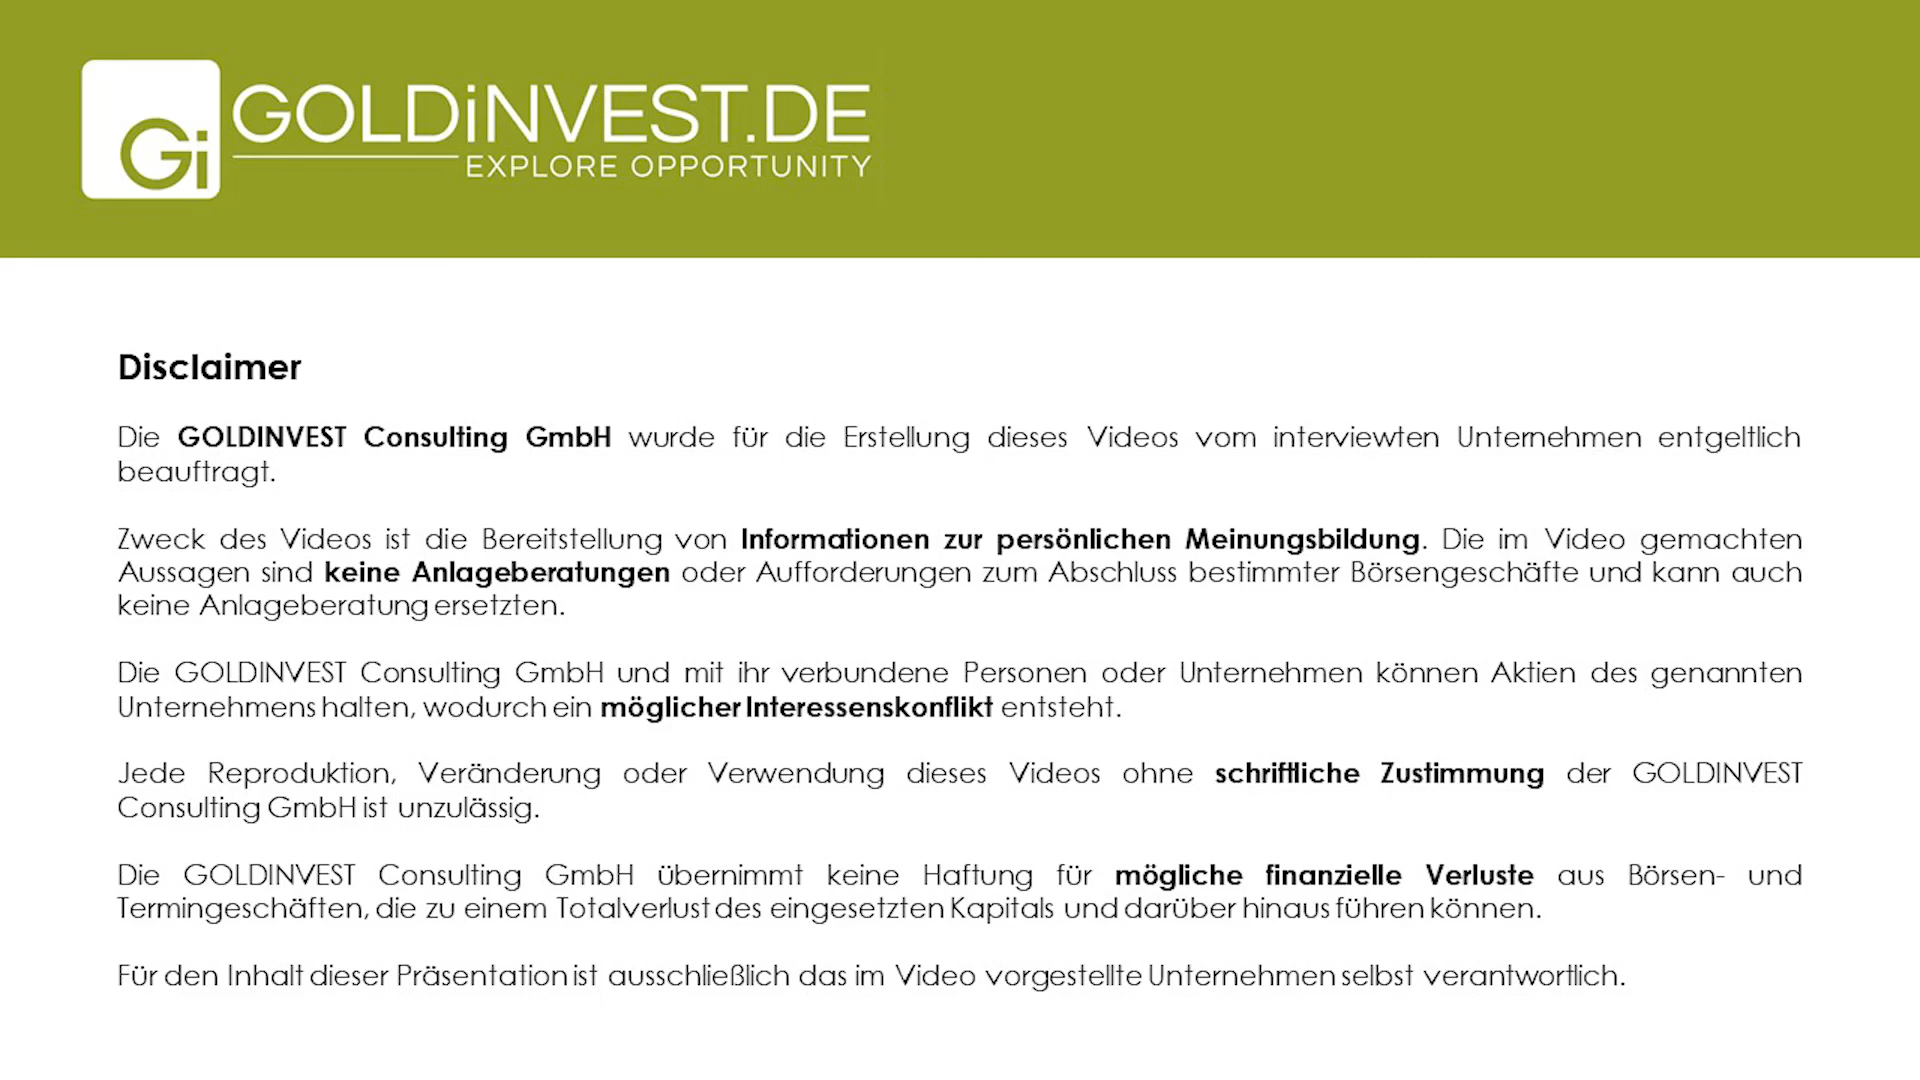 Gi GOLDiNVEST.DE
EXPLORE OPPORTUNITY
Disclaimer
Die GOLDINVEST Consulting GmbH wurde für die Erstellung dieses Videos vom interviewten Unternehmen entgeltlich
beauftragt.
Zweck des Videos ist die Bereitstellung von Informationen zur persönlichen Meinungsbildung. Die im Video gemachten
Aussagen sind keine Anlageberatungen oder Aufforderungen zum Abschluss bestimmter Börsengeschäfte und kann auch
keine Anlageberatung ersetzten.
Die GOLDINVEST Consulting GmbH und mit ihr verbundene Personen oder Unternehmen können Aktien des genannten
Unternehmens halten, wodurch ein möglicher Interessenskonflikt entsteht.
Jede Reproduktion, Veränderung oder Verwendung dieses Videos ohne schriftliche Zustimmung der GOLDINVEST
Consulting GmbH ist unzulässig.
Die GOLDINVEST Consulting GmbH übernimmt keine Haftung für mögliche finanzielle Verluste aus Börsen- und
Termingeschäften, die zu einem Totalverlust des eingesetzten Kapitals und darüber hinaus führen können.
Für den Inhalt dieser Präsentation ist ausschließlich das im Video vorgestellte Unternehmen selbst verantwortlich.